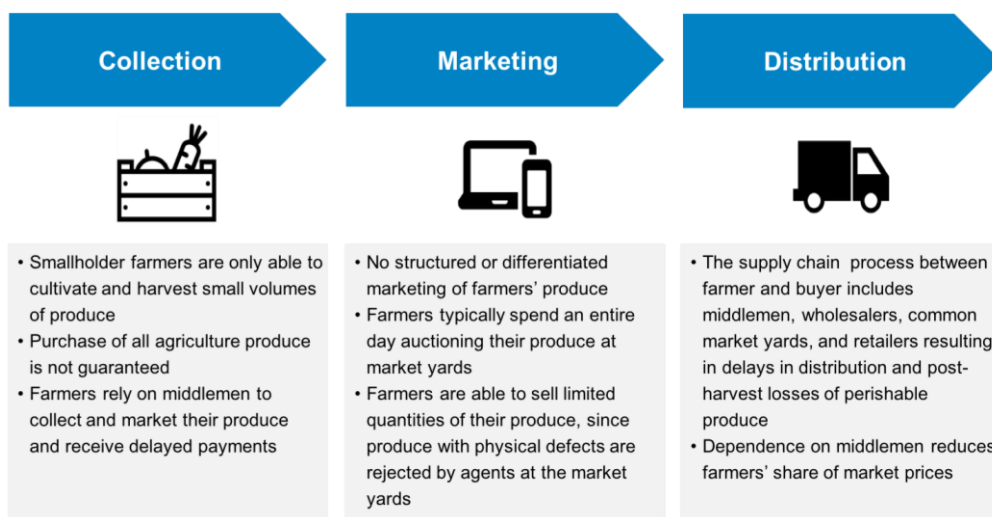 Collection
Marketing
Distribution
• Smallholder farmers are only able to
cultivate and harvest small volumes
of produce
• Purchase of all agriculture produce
is not guaranteed
• Farmers rely on middlemen to
collect and market their produce
and receive delayed payments
• No structured or differentiated
marketing of farmers’ produce
• Farmers typically spend an entire
day auctioning their produce at
market yards
• Farmers are able to sell limited
quantities of their produce, since
produce with physical defects are
rejected by agents at the market
yards
• The supply chain process between
farmer and buyer includes
middlemen, wholesalers, common
market yards, and retailers resulting
in delays in distribution and post-
harvest losses of perishable
produce
• Dependence on middlemen reduces
farmers’ share of market prices